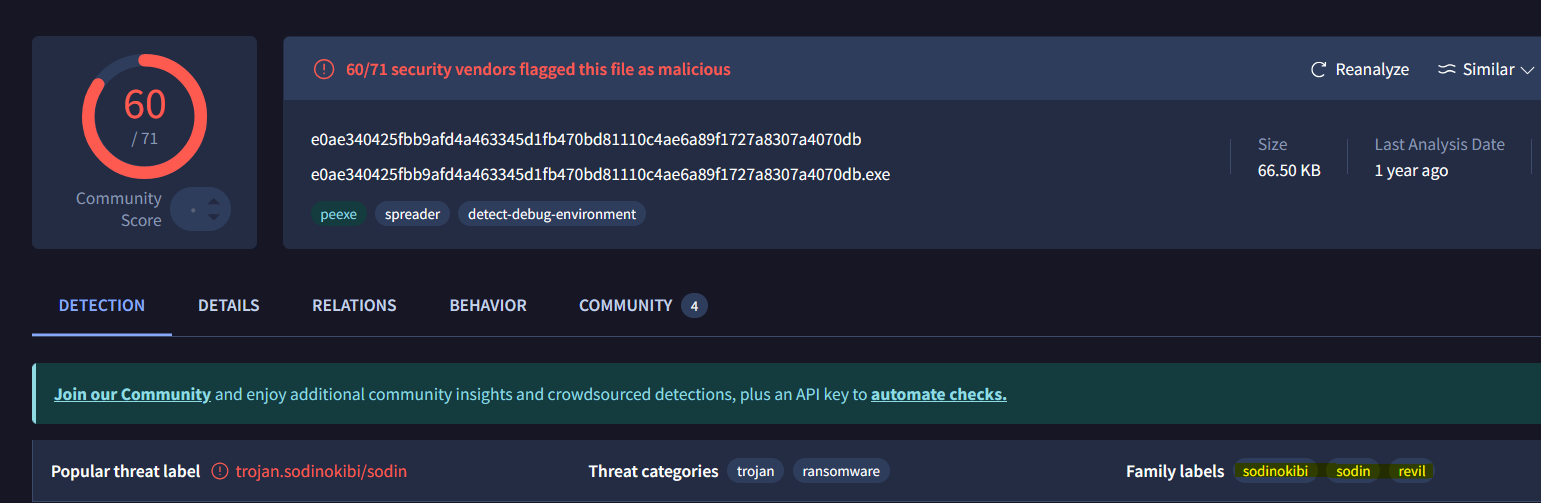 60
/ 71
Community
Score
60/71 security vendors flagged this file as malicious
Reanalyze
Similar
e0ae340425fbb9afd4a463345d1fb470bd81110c4ae6a89f1727a8307a4070db
e0ae340425fbb9afd4a463345d1fb470bd81110c4ae6a89f1727a8307a4070db.exe
peexe spreader detect-debug-environment
Size
66.50 KB
Last Analysis Date
1 year ago
DETECTION DETAILS RELATIONS BEHAVIOR COMMUNITY 4
Join our Community and enjoy additional community insights and crowdsourced detections, plus an API key to automate checks.
Popular threat label trojan.sodinokibi/sodin Threat categories trojan ransomware Family labels sodinokibi sodin revil